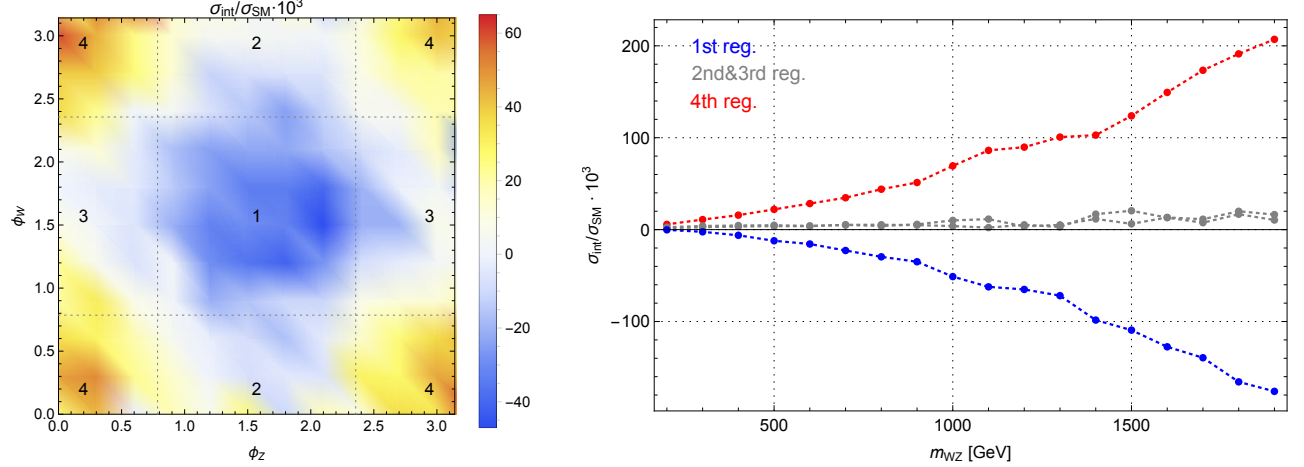 σint/σSM·10³
3.0
2.5
2.0
1.5
1.0
0.5
0.0
ϕW
4 2 4
3 1 3
4 2 4
0.0 0.5 1.0 1.5 2.0 2.5 3.0
ϕZ
60
40
20
0
−20
−40
1st reg.
2nd&3rd reg.
4th reg.
200
100
0
−100
σint/σSM · 10³
500 1000 1500
mWZ [GeV]